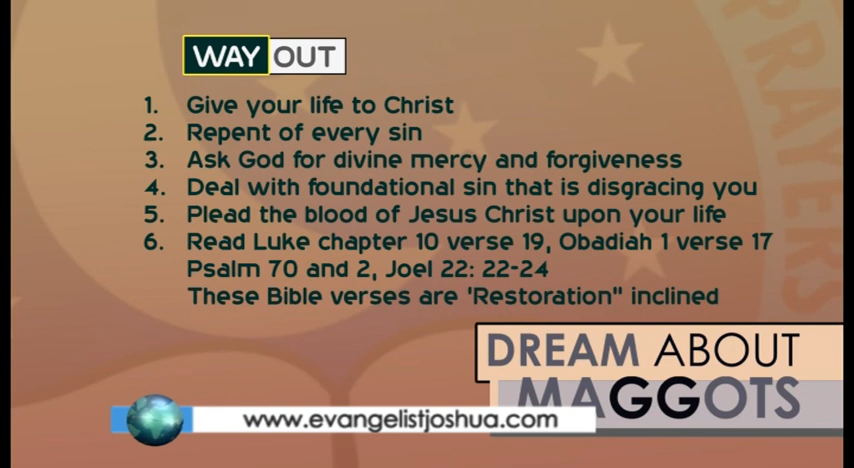 WAY OUT
1. Give your life to Christ
2. Repent of every sin
3. Ask God for divine mercy and forgiveness
4. Deal with foundational sin that is disgracing you
5. Plead the blood of Jesus Christ upon your life
6. Read Luke chapter 10 verse 19, Obadiah 1 verse 17
Psalm 70 and 2, Joel 22: 22-24
These Bible verses are 'Restoration" inclined
PRAYERS
DREAM ABOUT
MAGGOTS
www.evangelistjoshua.com